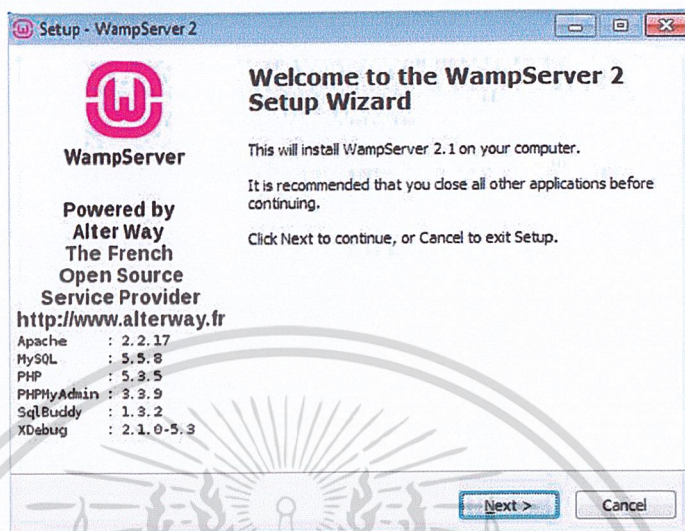 Setup - WampServer 2
WampServer
Powered by
Alter Way
The French
Open Source
Service Provider
http://www.alterway.fr
Apache : 2.2.17
MySQL : 5.5.8
PHP : 5.3.5
PHPMyAdmin : 3.3.9
SqlBuddy : 1.3.2
XDebug : 2.1.0-5.3
Welcome to the WampServer 2
Setup Wizard
This will install WampServer 2.1 on your computer.
It is recommended that you close all other applications before
continuing.
Click Next to continue, or Cancel to exit Setup.
Next >
Cancel